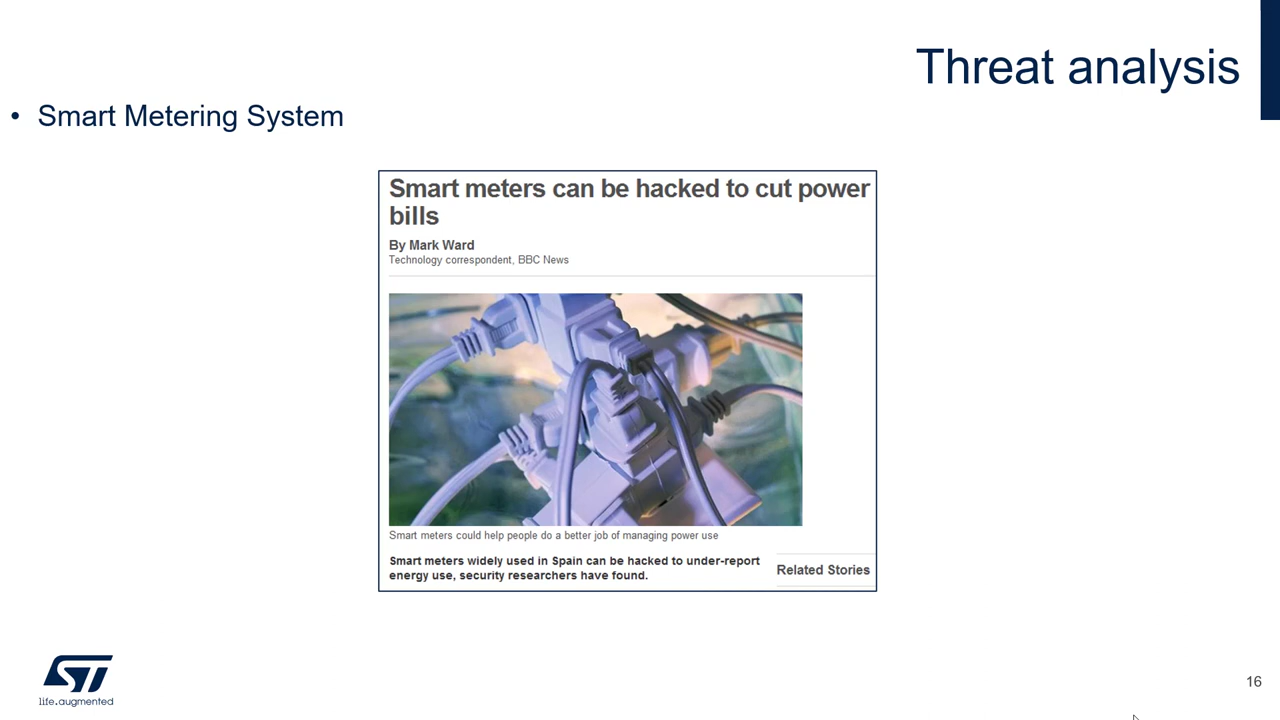 Threat analysis
• Smart Metering System
Smart meters can be hacked to cut power
bills
By Mark Ward
Technology correspondent, BBC News
Smart meters could help people do a better job of managing power use
Smart meters widely used in Spain can be hacked to under-report
energy use, security researchers have found.
Related Stories
ST
life.augmented
16